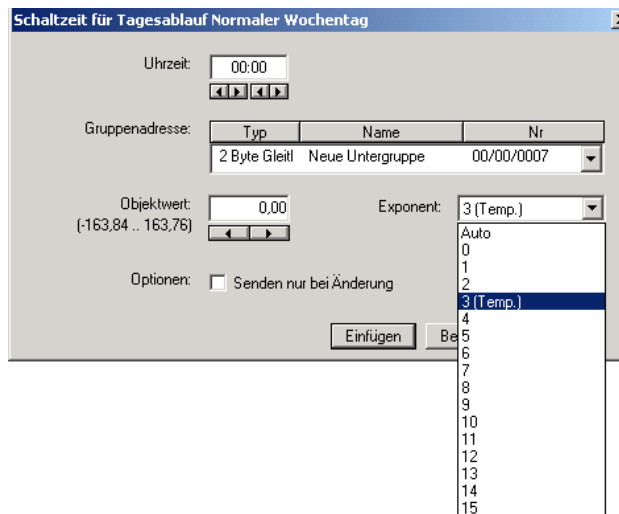 Schaltzeit für Tagesablauf Normaler Wochentag
Uhrzeit: 00:00
Gruppenadresse: Typ Name Nr
2 Byte Gleitl Neue Untergruppe 00/00/0007
Objektwert: 0,00 Exponent: 3 (Temp.)
(-163,84 .. 163,76)
Auto
0
1
2
3 (Temp.)
Optionen: Senden nur bei Änderung
4
Einfügen Be
5
6
7
8
9
10
11
12
13
14
15